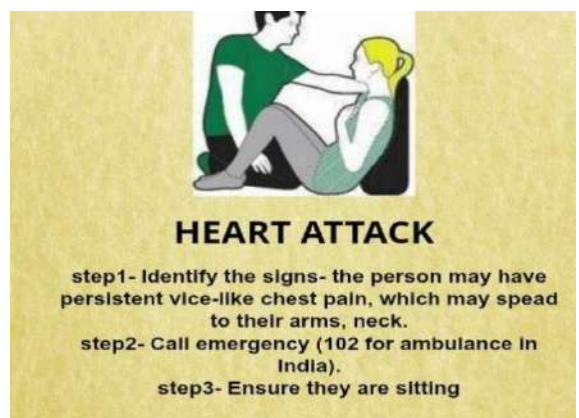 HEART ATTACK
step1- Identify the signs- the person may have
persistent vice-like chest pain, which may spead
to their arms, neck.
step2- Call emergency (102 for ambulance in
India).
step3- Ensure they are sitting